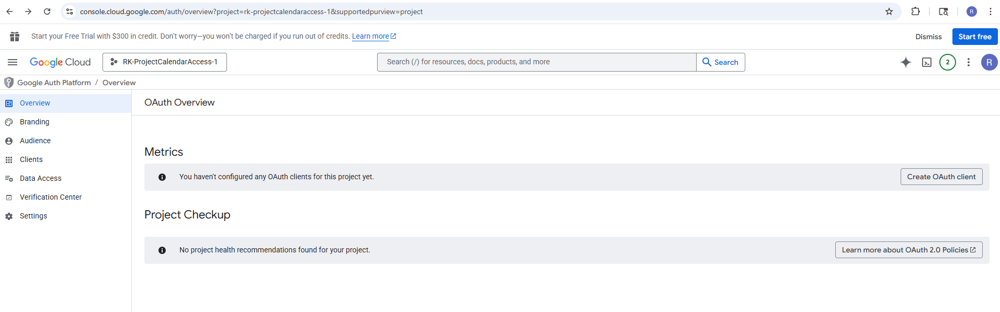 console.cloud.google.com/auth/overview?project=rk-projectcalendaraccess-1&supportedpurview=project
R
Start your Free Trial with $300 in credit. Don't worry—you won't be charged if you run out of credits. Learn more
Dismiss
Start free
Google Cloud
RK-ProjectCalendarAccess-1
Search (/) for resources, docs, products, and more
Search
2
R
Google Auth Platform / Overview
Overview
Branding
Audience
Clients
Data Access
Verification Center
Settings
OAuth Overview
Metrics
You haven't configured any OAuth clients for this project yet.
Create OAuth client
Project Checkup
No project health recommendations found for your project.
Learn more about OAuth 2.0 Policies